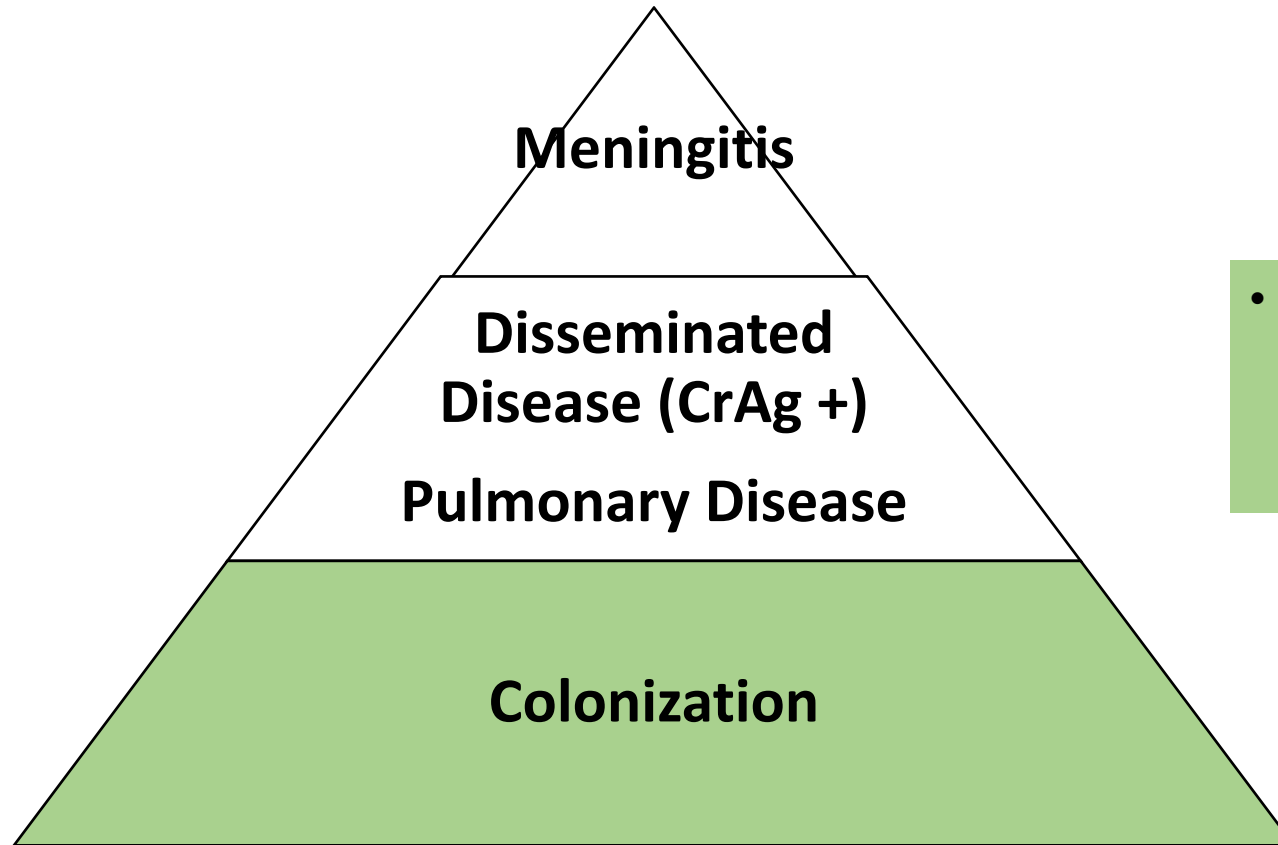 Meningitis
Disseminated
Disease (CrAg +)
Pulmonary Disease
Colonization
•